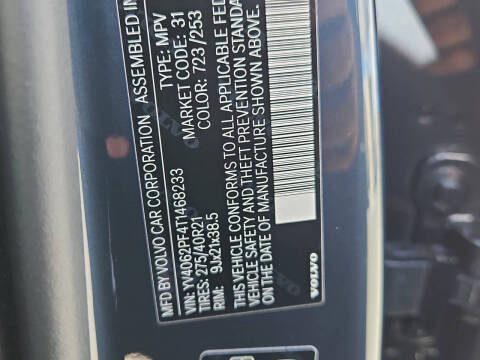 MFD BY VOLVO CAR CORPORATION ASSEMBLED IN
VIN: YV4062PF4T1468233 TYPE: MPV
TIRES: 275/40R21 MARKET CODE: 31
RIM: 9Jx21x38.5 COLOR: 723/253
THIS VEHICLE CONFORMS TO ALL APPLICABLE FED
VEHICLE SAFETY AND THEFT PREVENTION STANDA
ON THE DATE OF MANUFACTURE SHOWN ABOVE.
VOLVO